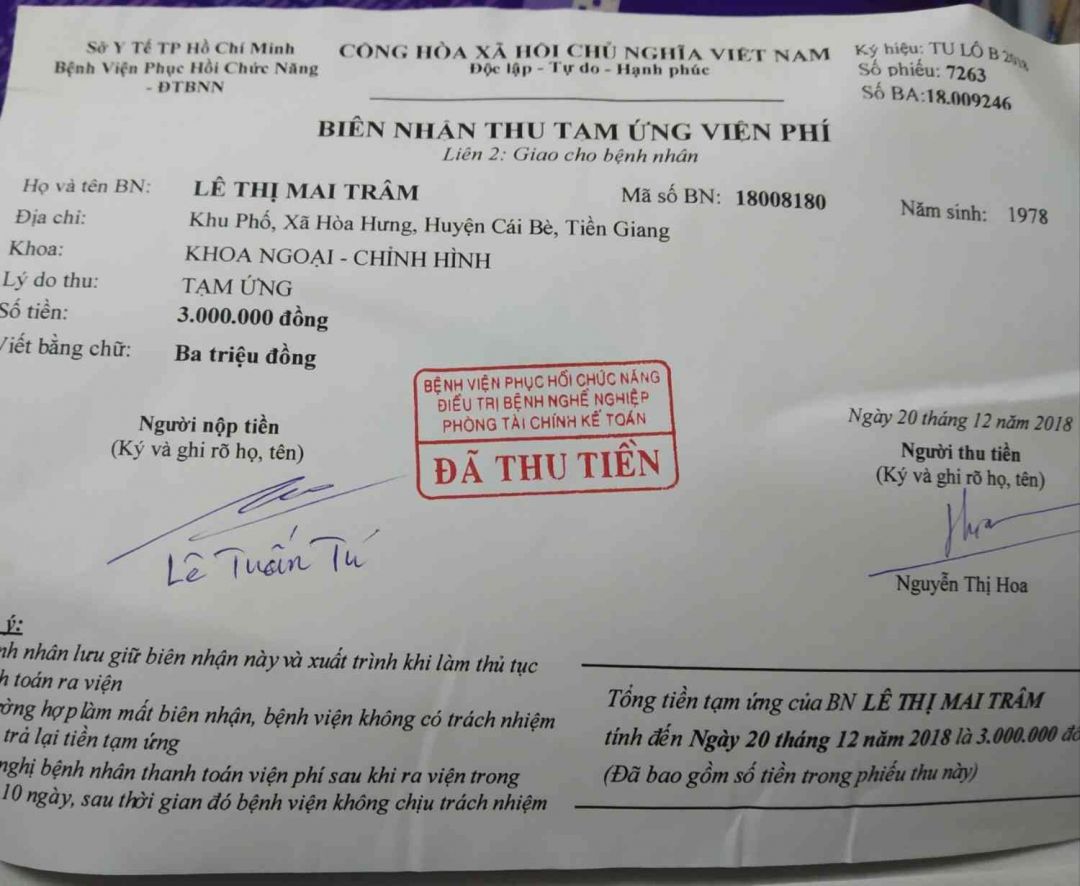 Sở Y Tế TP Hồ Chí Minh
Bệnh Viện Phục Hồi Chức Năng
- ĐTBNN
CỘNG HÒA XÃ HỘI CHỦ NGHĨA VIỆT NAM
Độc lập - Tự do - Hạnh phúc
Ký hiệu: TU LÔ B 2018
Số phiếu: 7263
Số BA:18.009246
BIÊN NHẬN THU TẠM ỨNG VIỆN PHÍ
Liên 2: Giao cho bệnh nhân
Họ và tên BN: LÊ THỊ MAI TRÂM Mã số BN: 18008180 Năm sinh: 1978
Địa chỉ: Khu Phố, Xã Hòa Hưng, Huyện Cái Bè, Tiền Giang
Khoa: KHOA NGOẠI - CHỈNH HÌNH
Lý do thu: TẠM ỨNG
Số tiền: 3.000.000 đồng
Viết bằng chữ: Ba triệu đồng
BỆNH VIỆN PHỤC HỒI CHỨC NĂNG
ĐIỀU TRỊ BỆNH NGHỀ NGHIỆP
PHÒNG TÀI CHÍNH KẾ TOÁN
ĐÃ THU TIỀN
Người nộp tiền
(Ký và ghi rõ họ, tên)
Lê Tuấn Tú
Ngày 20 tháng 12 năm 2018
Người thu tiền
(Ký và ghi rõ họ, tên)
Hoa
Nguyễn Thị Hoa
ý:
nh nhân lưu giữ biên nhận này và xuất trình khi làm thủ tục
h toán ra viện
ường hợp làm mất biên nhận, bệnh viện không có trách nhiệm
trả lại tiền tạm ứng
nghị bệnh nhân thanh toán viện phí sau khi ra viện trong
10 ngày, sau thời gian đó bệnh viện không chịu trách nhiệm
Tổng tiền tạm ứng của BN LÊ THỊ MAI TRÂM
tính đến Ngày 20 tháng 12 năm 2018 là 3.000.000 đồ
(Đã bao gồm số tiền trong phiếu thu này)